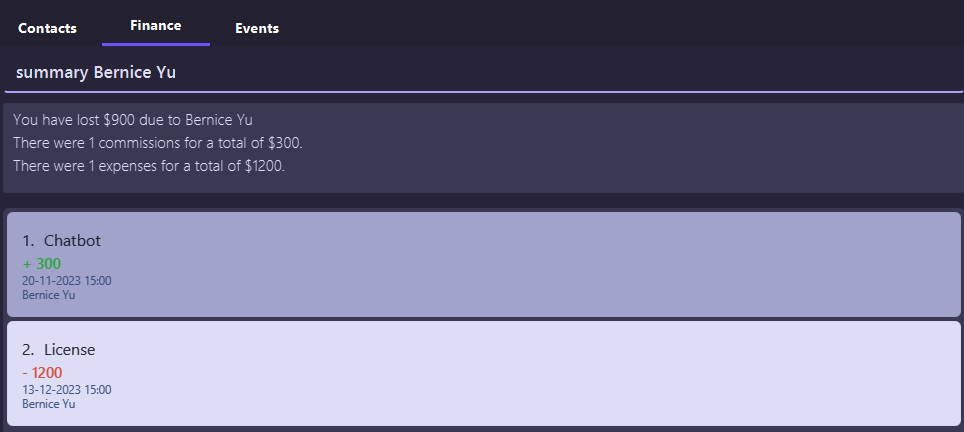 Contacts Finance Events
summary Bernice Yu
You have lost $900 due to Bernice Yu
There were 1 commissions for a total of $300.
There were 1 expenses for a total of $1200.
1. Chatbot
+ 300
20-11-2023 15:00
Bernice Yu
2. License
- 1200
13-12-2023 15:00
Bernice Yu